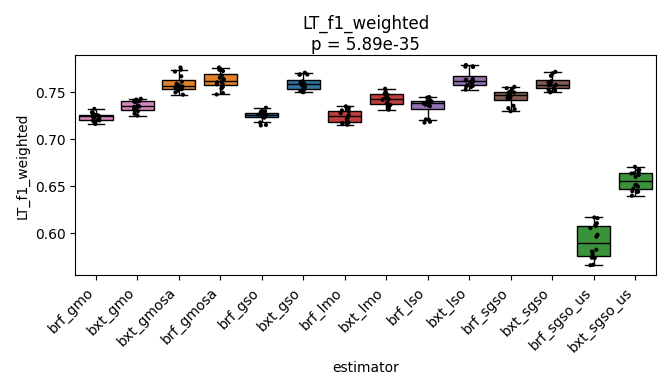 LT_f1_weighted
p = 5.89e-35
LT_f1_weighted
0.75
0.70
0.65
0.60
brf_gmo
bxt_gmo
bxt_gmosa
brf_gmosa
brf_gso
bxt_gso
brf_lmo
bxt_lmo
brf_lso
bxt_lso
brf_sgso
bxt_sgso
brf_sgso_us
bxt_sgso_us
estimator